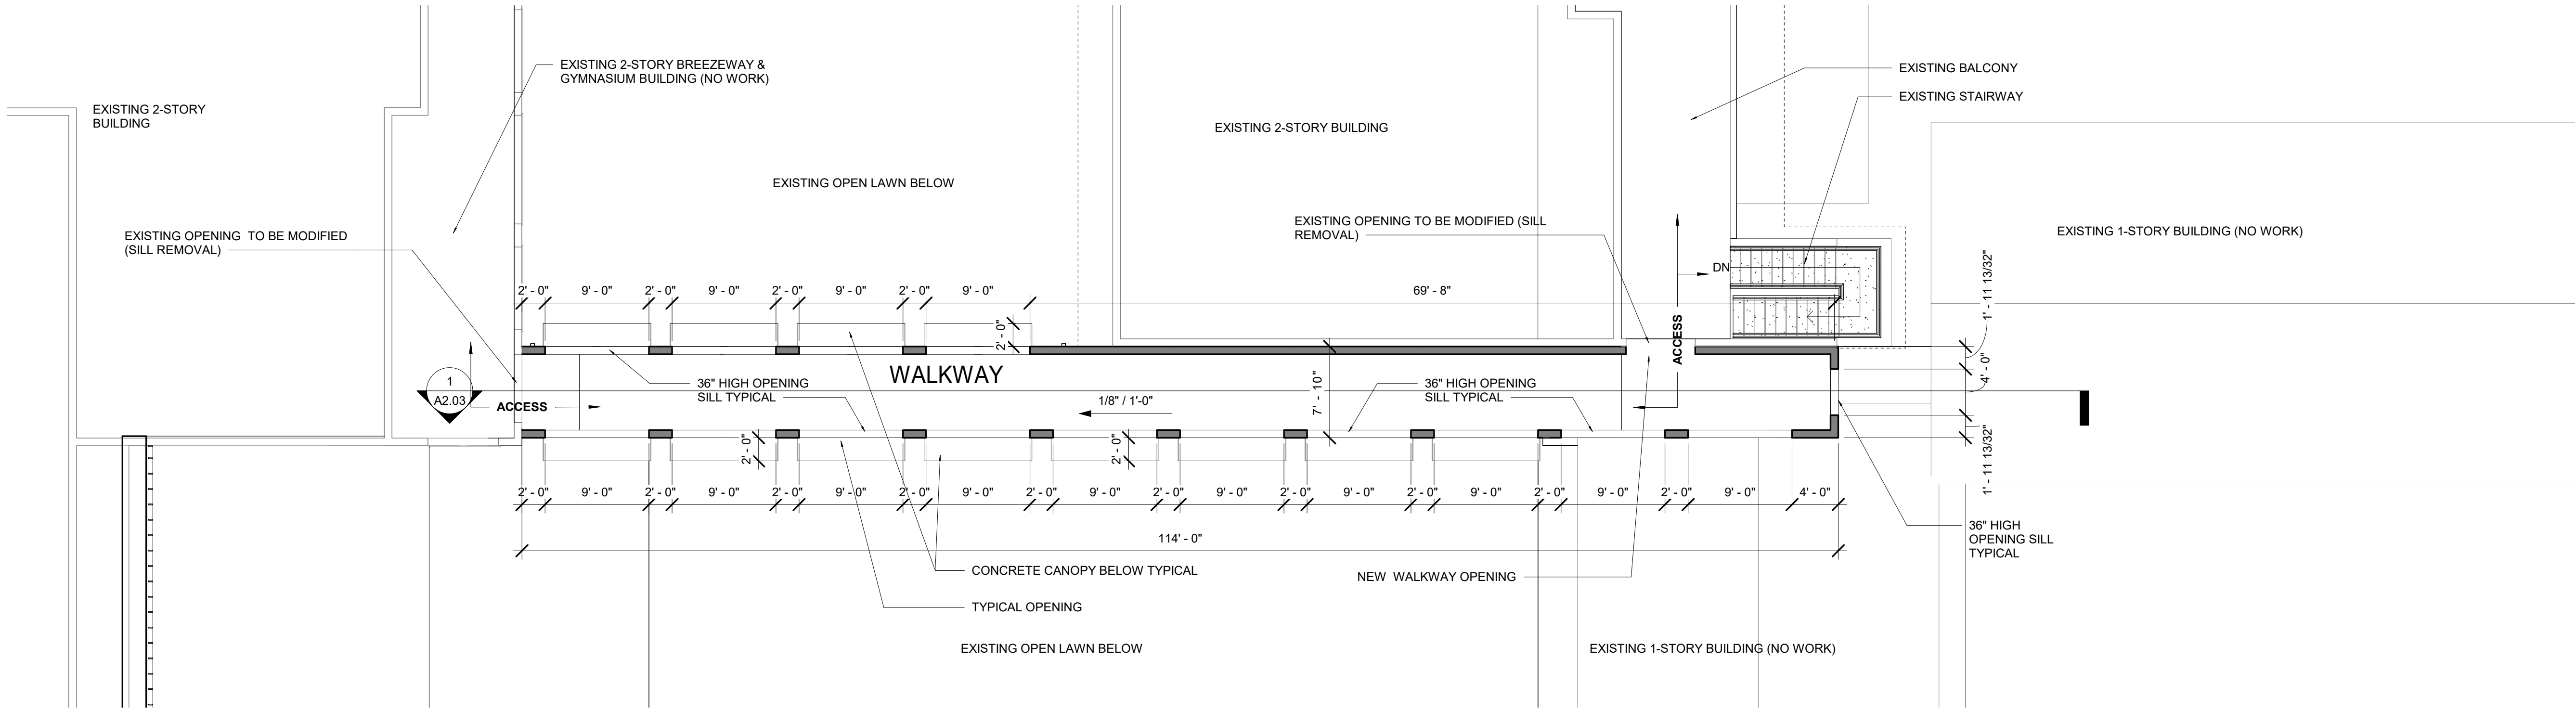 EXISTING 2-STORY BREEZEWAY &
GYMNASIUM BUILDING (NO WORK)
EXISTING BALCONY
EXISTING STAIRWAY
EXISTING 2-STORY
BUILDING
EXISTING 2-STORY BUILDING
EXISTING OPEN LAWN BELOW
EXISTING OPENING TO BE MODIFIED (SILL
REMOVAL)
EXISTING OPENING  TO BE MODIFIED
(SILL REMOVAL)
EXISTING 1-STORY BUILDING (NO WORK)
DN
2' - 0" 9' - 0" 2' - 0" 9' - 0" 2' - 0" 9' - 0" 2' - 0" 9' - 0" 69' - 8"
2' - 0"
ACCESS
1' - 11 13/32"
4' - 0"
1' - 11 13/32"
WALKWAY
1
A2.03
ACCESS
36" HIGH OPENING
SILL TYPICAL
1/8" / 1'-0"
7' - 10"
36" HIGH OPENING
SILL TYPICAL
2' - 0"
2' - 0"
2' - 0" 9' - 0" 2' - 0" 9' - 0" 2' - 0" 9' - 0" 2' - 0" 9' - 0" 2' - 0" 9' - 0" 2' - 0" 9' - 0" 2' - 0" 9' - 0" 2' - 0" 9' - 0" 2' - 0" 9' - 0" 2' - 0" 9' - 0" 4' - 0"
114' - 0"
36" HIGH
OPENING SILL
TYPICAL
CONCRETE CANOPY BELOW TYPICAL
NEW  WALKWAY OPENING
TYPICAL OPENING
EXISTING OPEN LAWN BELOW
EXISTING 1-STORY BUILDING (NO WORK)